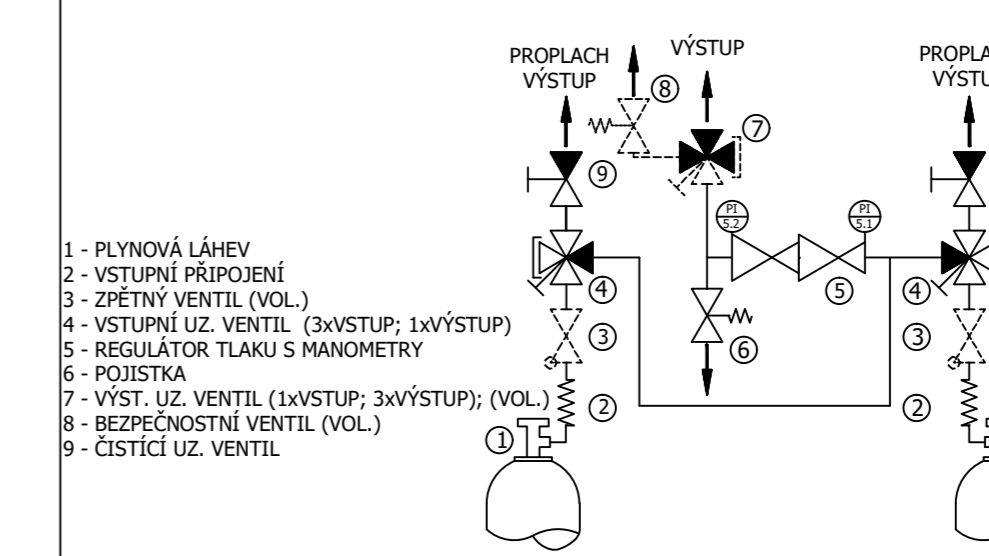 PROPLACH
VÝSTUP
VÝSTUP
8
7
9
PI
5.2
PI
5.1
4
5
4
3
6
3
2
2
1
1 - PLYNOVÁ LÁHEV
2 - VSTUPNÍ PŘIPOJENÍ
3 - ZPĚTNÝ VENTIL (VOL.)
4 - VSTUPNÍ UZ. VENTIL (3xVSTUP; 1xVÝSTUP)
5 - REGULÁTOR TLAKU S MANOMETRY
6 - POJISTKA
7 - VÝST. UZ. VENTIL (1xVSTUP; 3xVÝSTUP); (VOL.)
8 - BEZPEČNOSTNÍ VENTIL (VOL.)
9 - ČISTÍCÍ UZ. VENTIL